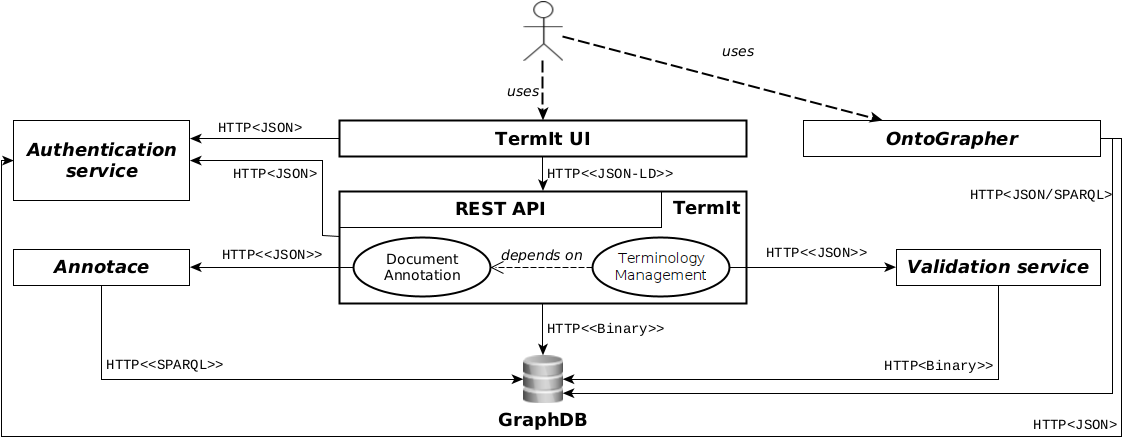 uses
uses
HTTP<JSON>
TermIt UI
OntoGrapher
Authentication
service
HTTP<JSON>
HTTP<<JSON-LD>>
HTTP<JSON/SPARQL>
REST API
TermIt
Annotace
HTTP<<JSON>>
Document
Annotation
depends on
Terminology
Management
HTTP<<JSON>>
Validation service
HTTP<<Binary>>
HTTP<<SPARQL>>
HTTP<Binary>>
GraphDB
HTTP<JSON>